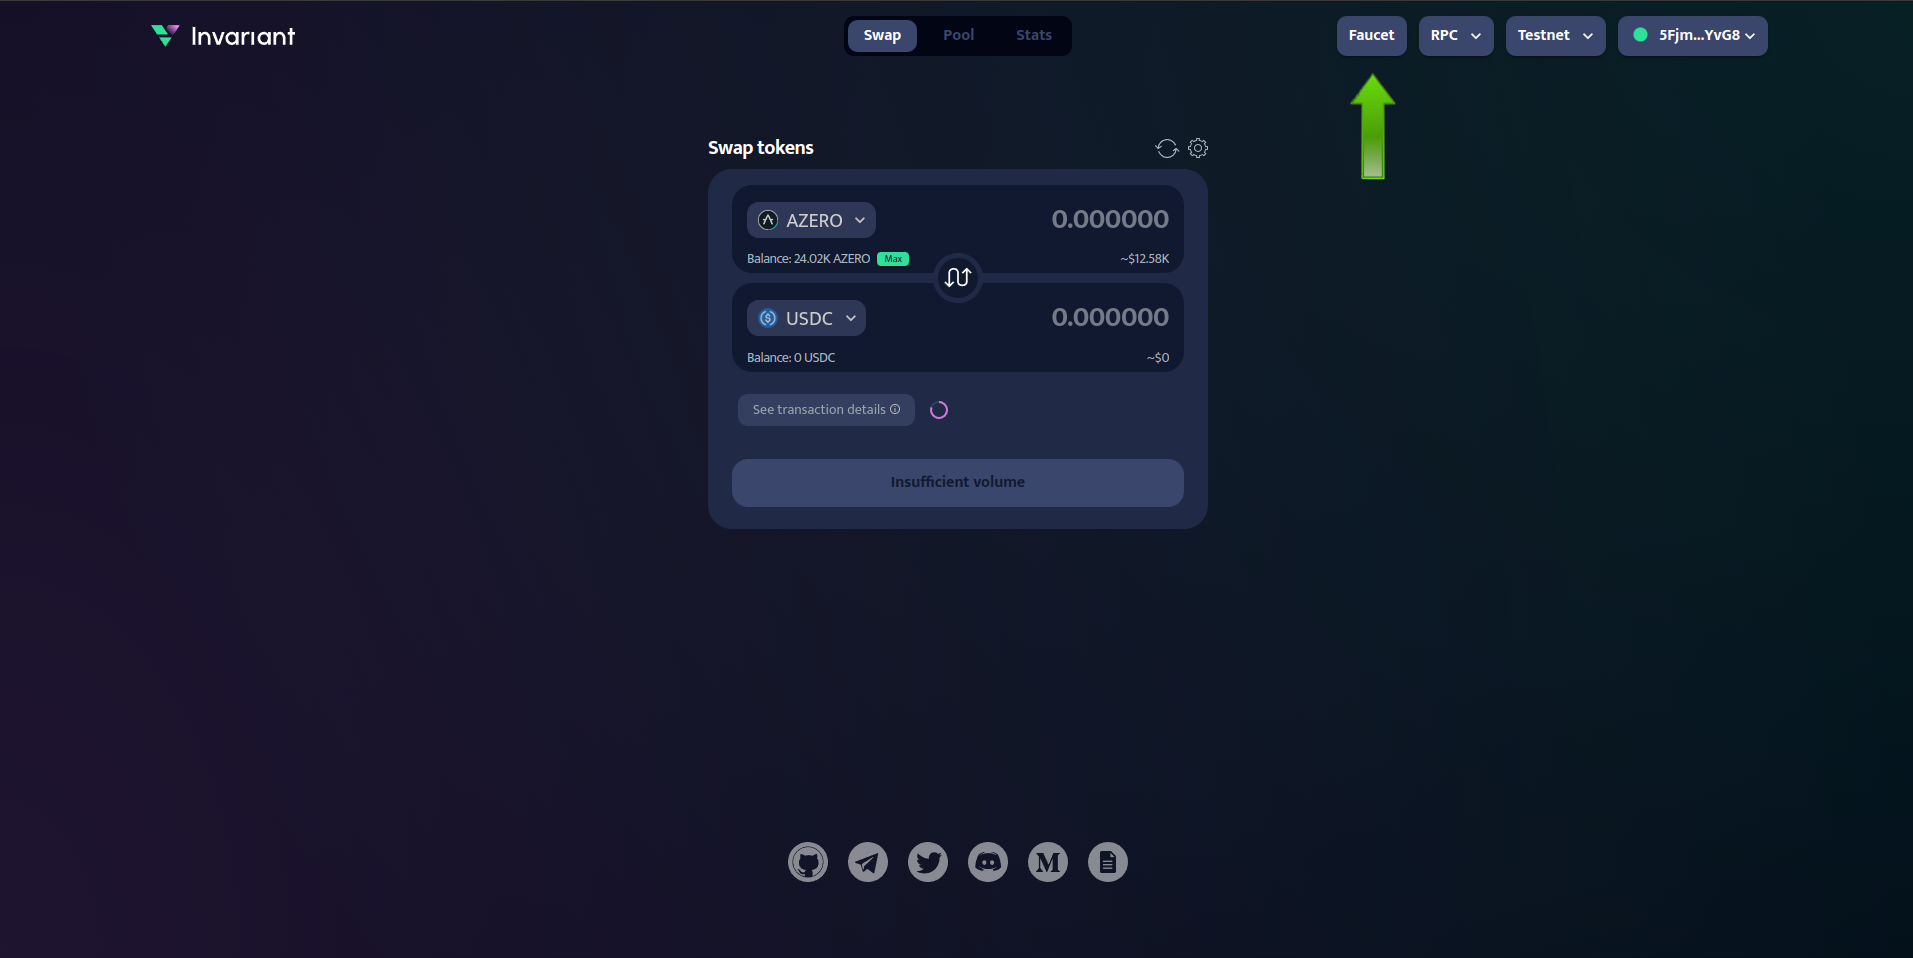 Invariant
Swap Pool Stats
Faucet RPC Testnet 5Fjm...YvG8
Swap tokens
AZERO 0.000000
Balance: 24.02K AZERO Max ~$12.58K
USDC 0.000000
Balance: 0 USDC ~$0
See transaction details
Insufficient volume